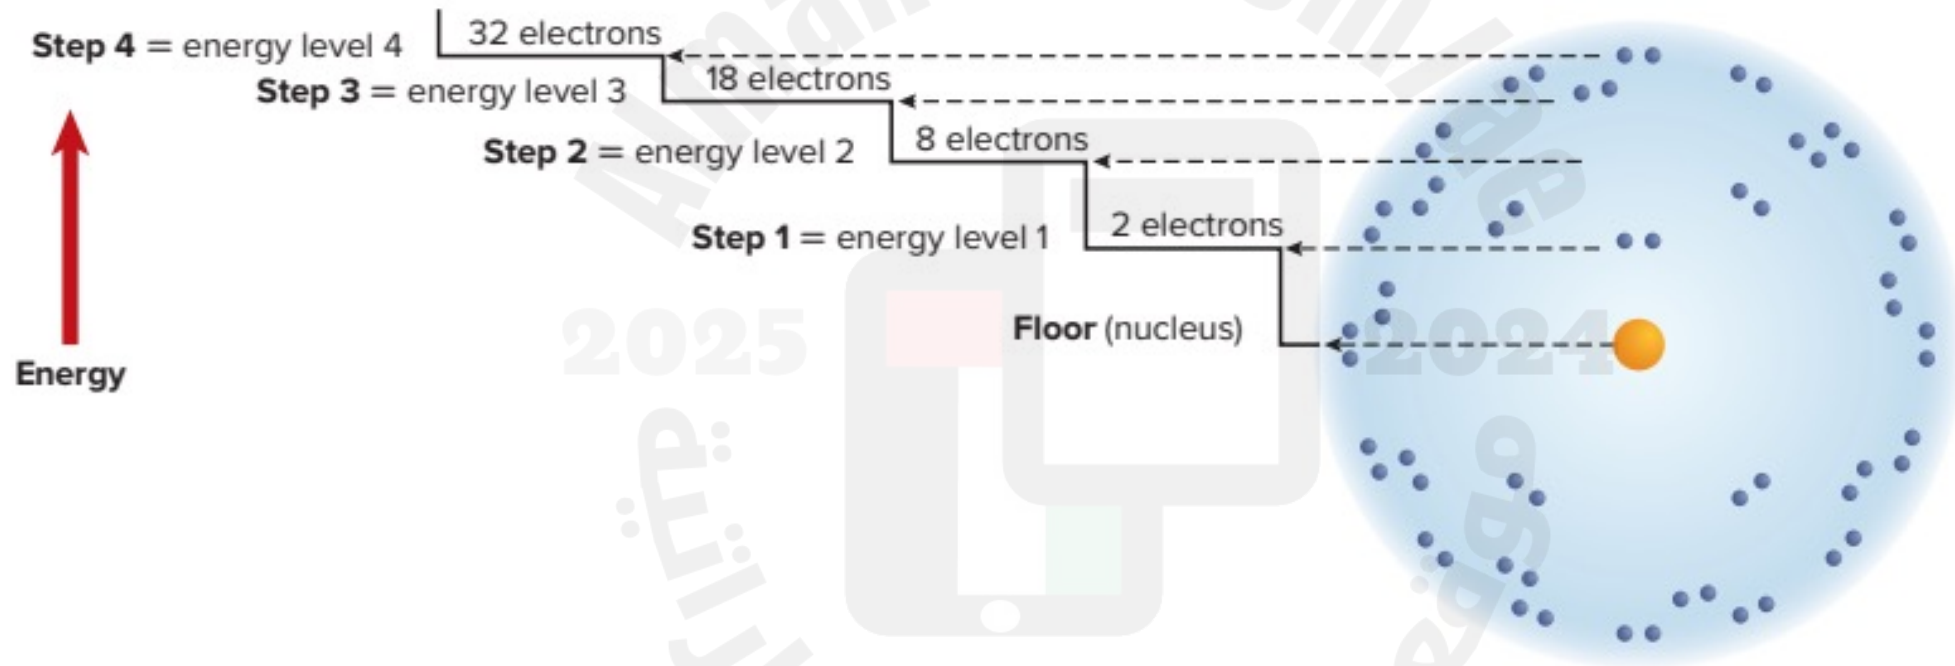 32 electrons
Step 4 = energy level 4
18 electrons
Step 3 = energy level 3
8 electrons
Step 2 = energy level 2
2 electrons
Step 1 = energy level 1
Floor (nucleus)
Energy
2025
2024